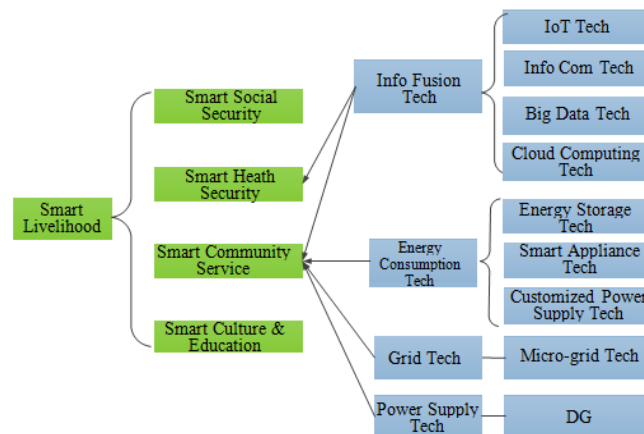 Smart
Livelihood
Smart Social
Security
Smart Heath
Security
Smart Community
Service
Smart Culture &
Education
Info Fusion
Tech
Energy
Consumption
Tech
Grid Tech
Power Supply
Tech
IoT Tech
Info Com Tech
Big Data Tech
Cloud Computing
Tech
Energy Storage
Tech
Smart Appliance
Tech
Customized Power
Supply Tech
Micro-grid Tech
DG